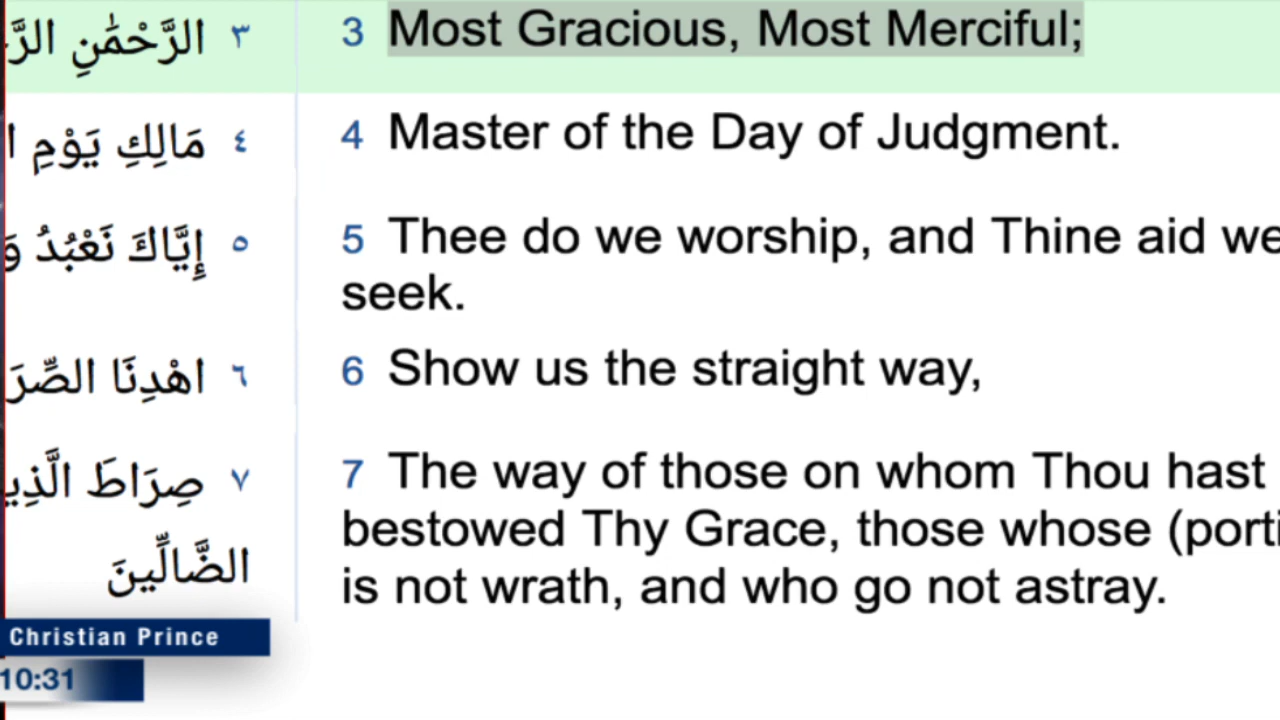 الرَّحْمَٰنِ ٣
3 Most Gracious, Most Merciful;
مَالِكِ يَوْمِ ٤
4 Master of the Day of Judgment.
إِيَّاكَ نَعْبُدُ ٥
5 Thee do we worship, and Thine aid we
seek.
اهْدِنَا ٦
6 Show us the straight way,
صِرَاطَ ٧
7 The way of those on whom Thou hast
bestowed Thy Grace, those whose
is not wrath, and who go not astray.
الضَّالِّينَ
Christian Prince
10:31